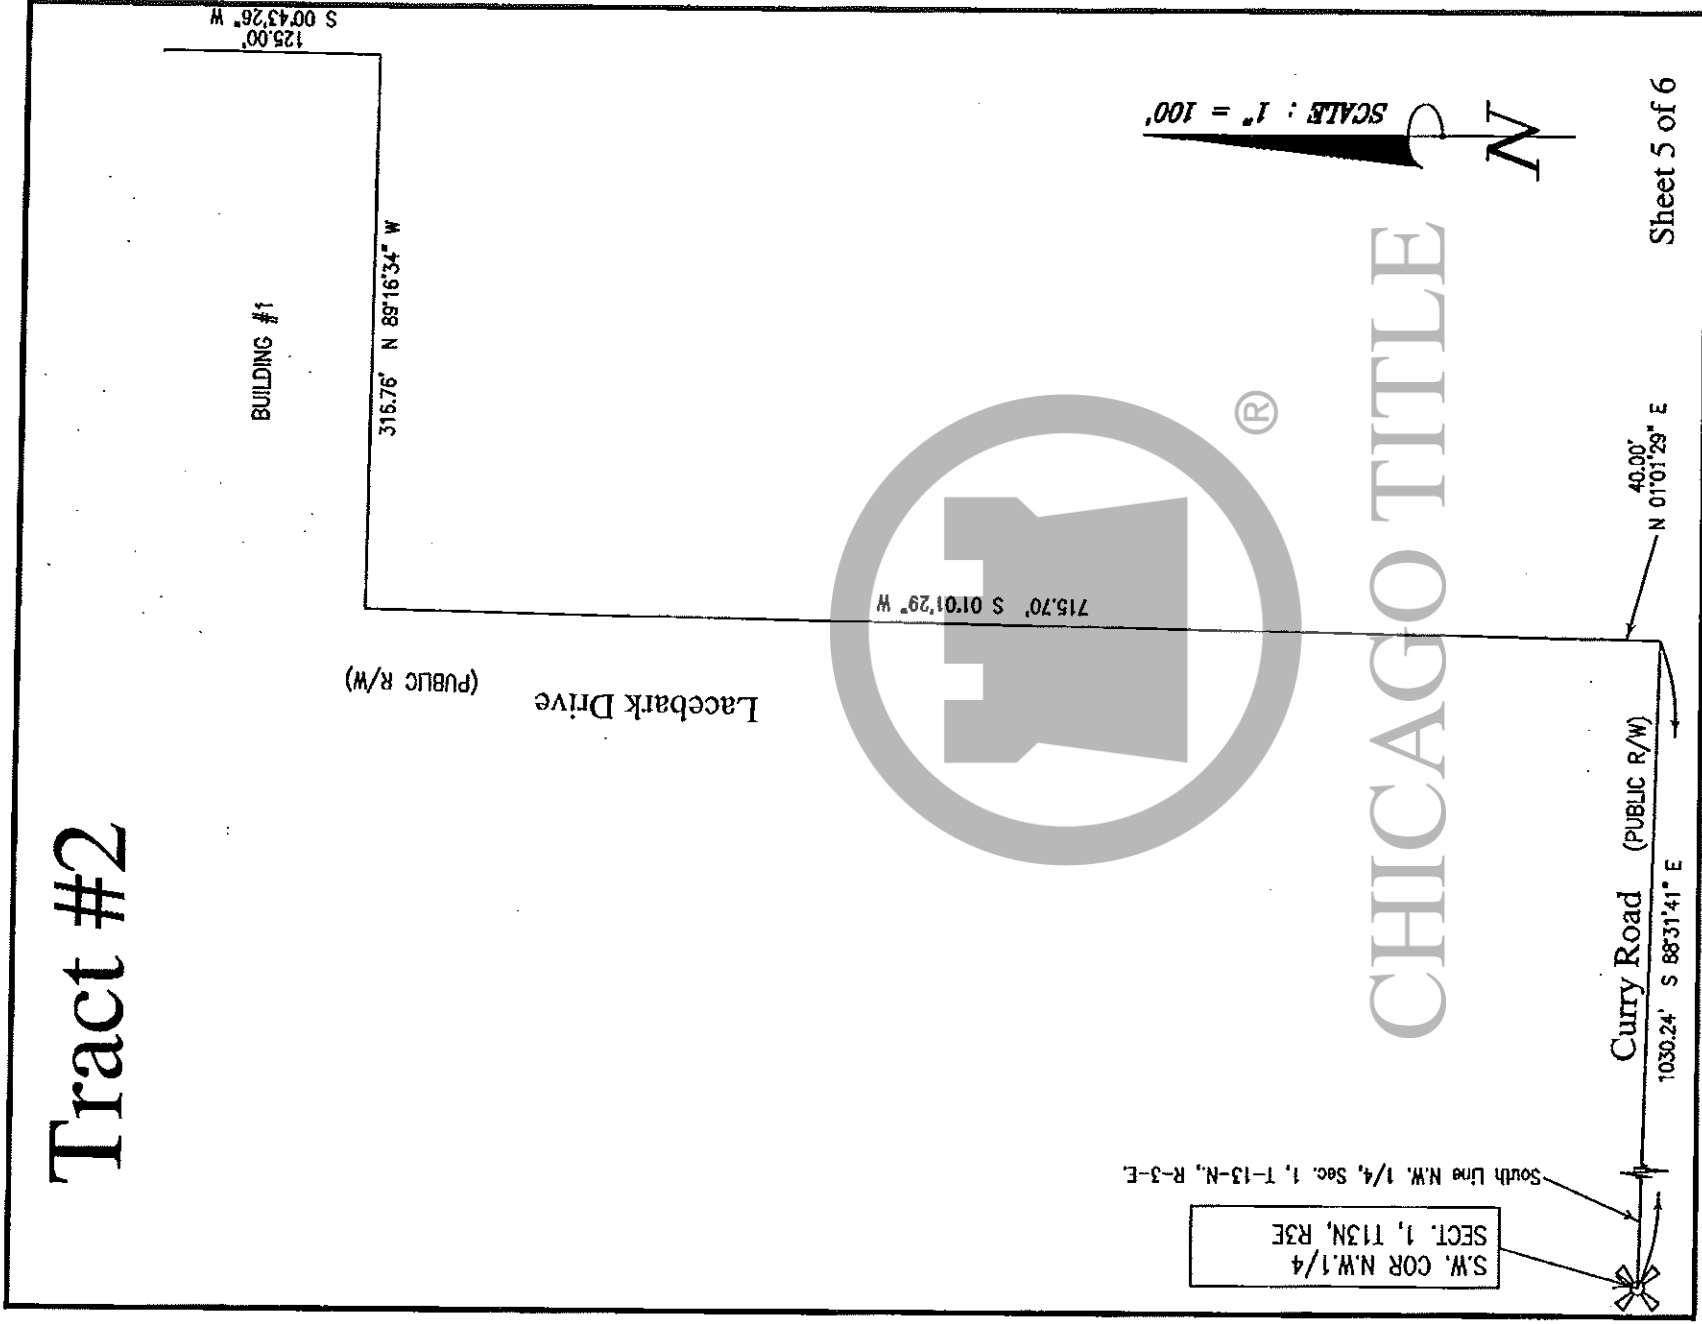 Tract #2
125.00'
S 00°43'26" W
BUILDING #1
316.76' N 89°16'34" W
(PUBLIC R/W)
Lacebark Drive
715.70' S 01°01'29" W
SCALE : 1" = 100'
N
®
CHICAGO TITLE
40.00'
N 01°01'29" E
Curry Road (PUBLIC R/W)
1030.24' S 88°31'41" E
South Line N.W. 1/4, Sec. 1, T-13-N., R-3-E.
S.W. COR N.W.1/4
SECT. 1, T13N, R3E
Sheet 5 of 6